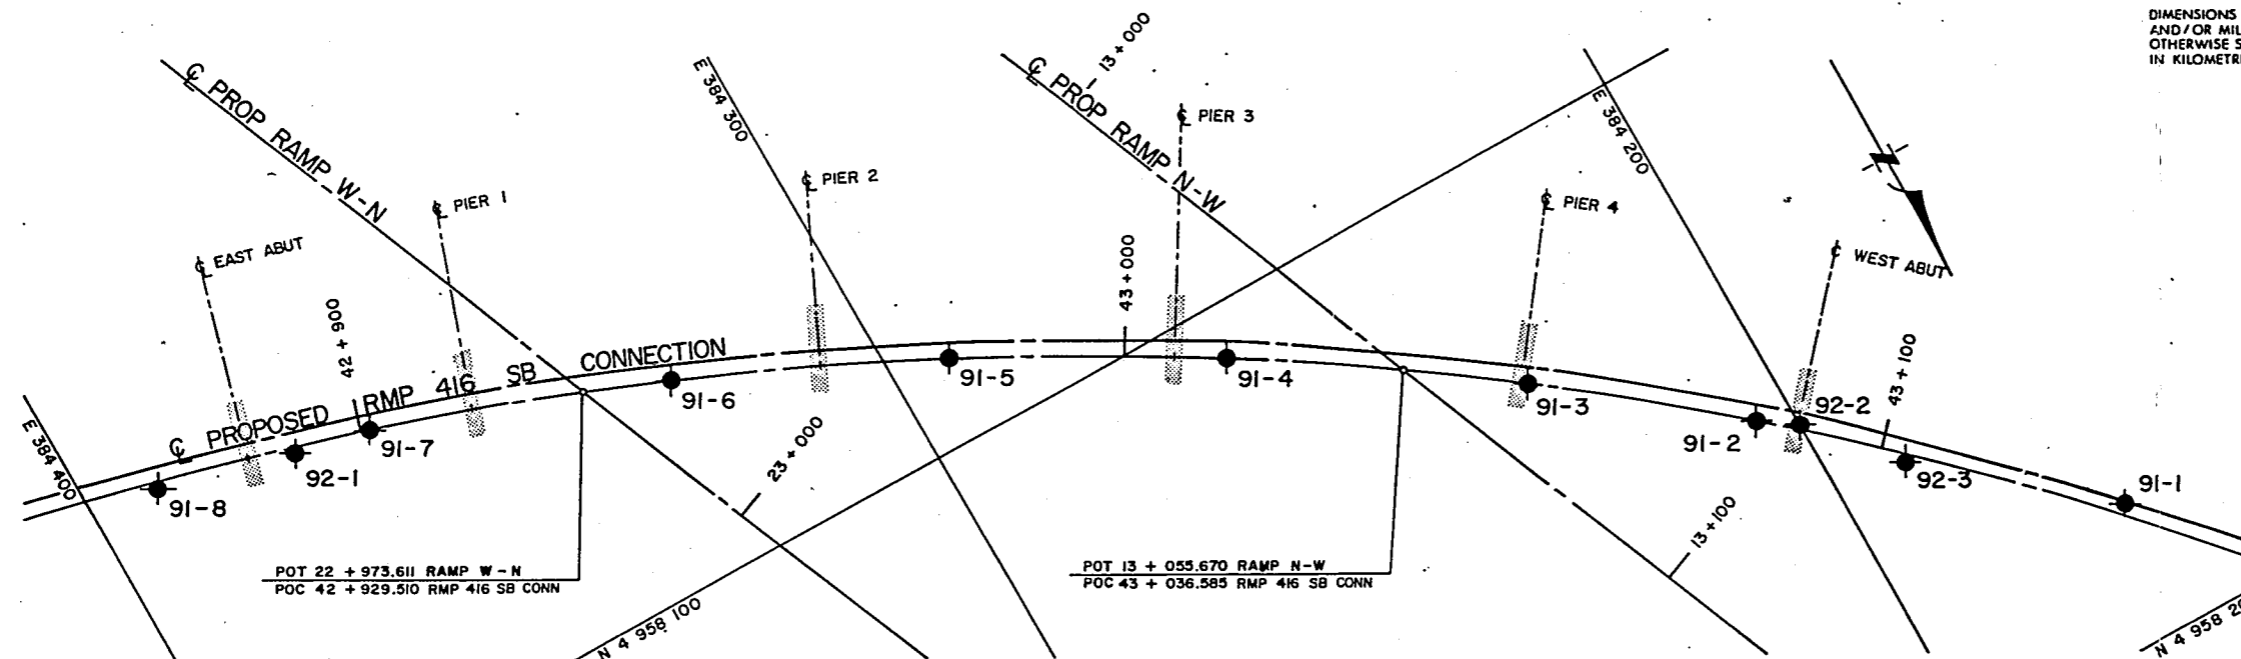 DIMENSIONS
AND/OR MIL
OTHERWISE S
IN KILOMETR
℄ PROP RAMP W-N
E 384 300
℄ PROP RAMP N-W
13+000
℄ PIER 3
E 384 200
℄ PIER 2
℄ PIER 1
℄ PIER 4
℄ EAST ABUT
℄ WEST ABUT
N
42+900
43+000
43+100
℄ PROPOSED RMP 416 SB CONNECTION
E 384 400
91-8
92-1
91-7
91-6
91-5
91-4
91-3
91-2
92-2
92-3
91-1
23+000
13+100
POT 22 + 973.611 RAMP W-N
POC 42 + 929.510 RMP 416 SB CONN
POT 13 + 055.670 RAMP N-W
POC 43 + 036.585 RMP 416 SB CONN
N 4 958 100
N 4 958 20